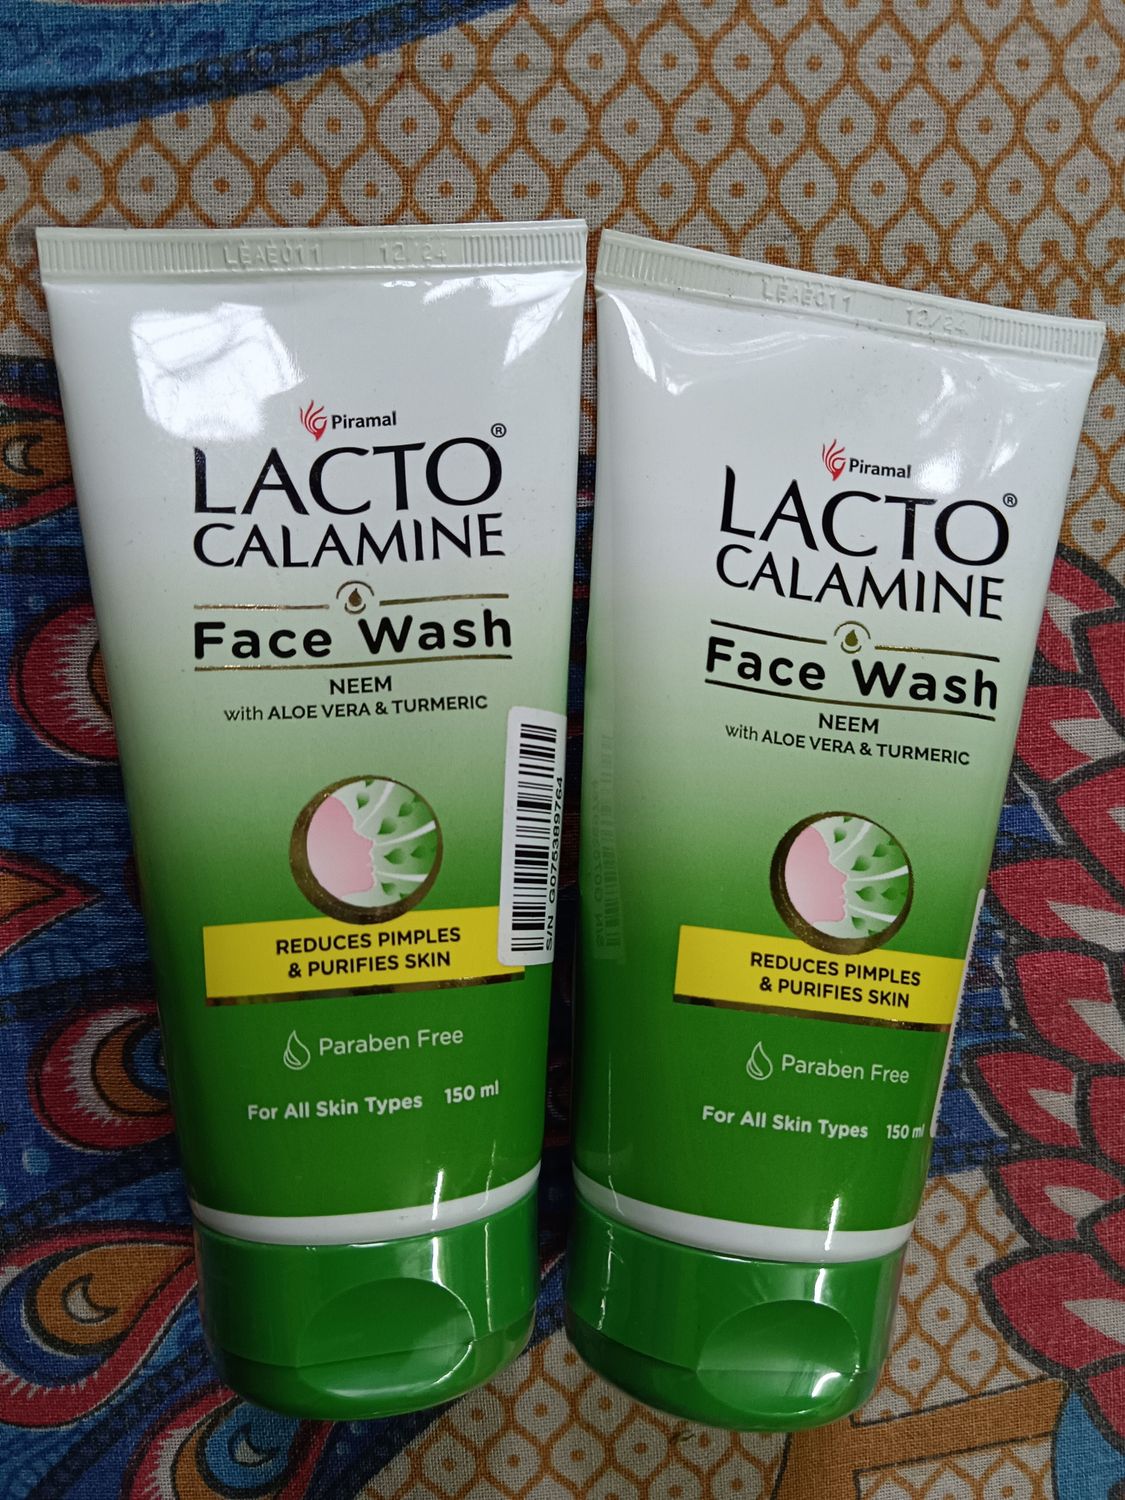 LEAE011 12/24
Piramal
LACTO®
CALAMINE
Face Wash
NEEM
with ALOE VERA & TURMERIC
S/N G075389764
REDUCES PIMPLES
& PURIFIES SKIN
Paraben Free
For All Skin Types 150 ml
LEAE011 12/24
Piramal
LACTO®
CALAMINE
Face Wash
NEEM
with ALOE VERA & TURMERIC
REDUCES PIMPLES
& PURIFIES SKIN
Paraben Free
For All Skin Types 150 ml